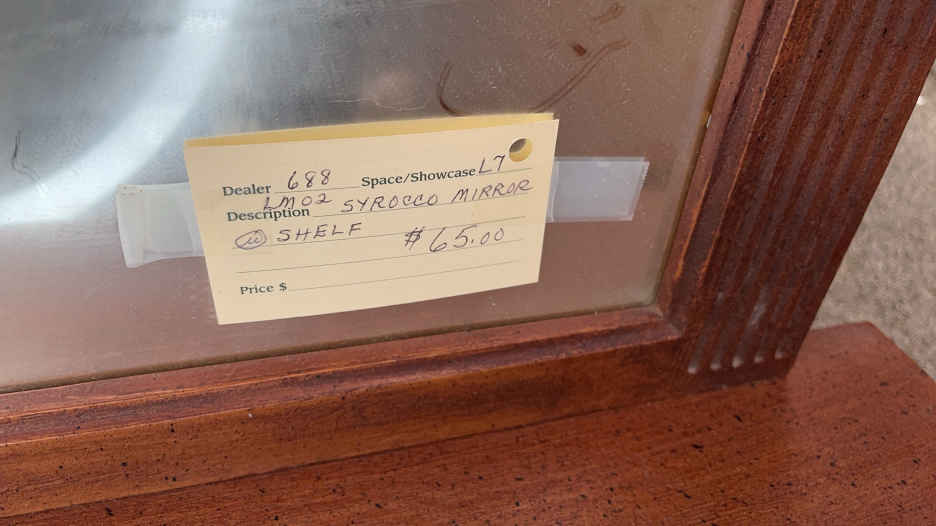 Dealer 688 Space/Showcase L7
LM02
Description SYROCCO MIRROR
SHELF $65.00
Price $